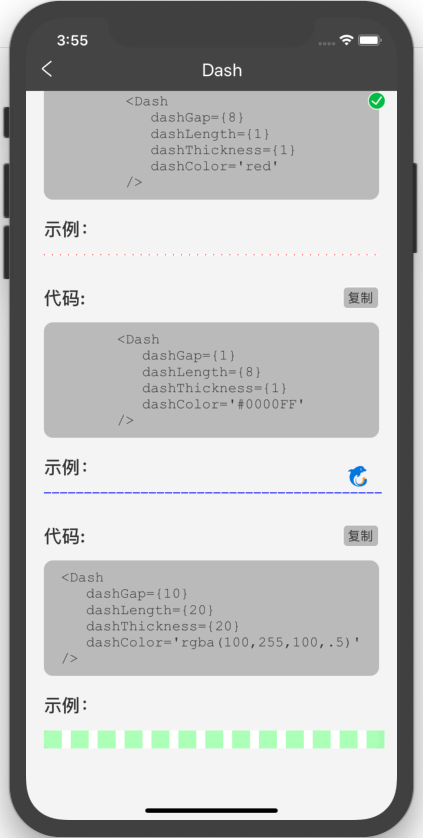 3:55
Dash
<Dash
dashGap={8}
dashLength={1}
dashThickness={1}
dashColor='red'
/>
示例:
代码:
复制
<Dash
dashGap={1}
dashLength={8}
dashThickness={1}
dashColor='#0000FF'
/>
示例:
代码:
复制
<Dash
dashGap={10}
dashLength={20}
dashThickness={20}
dashColor='rgba(100,255,100,.5)'
/>
示例: